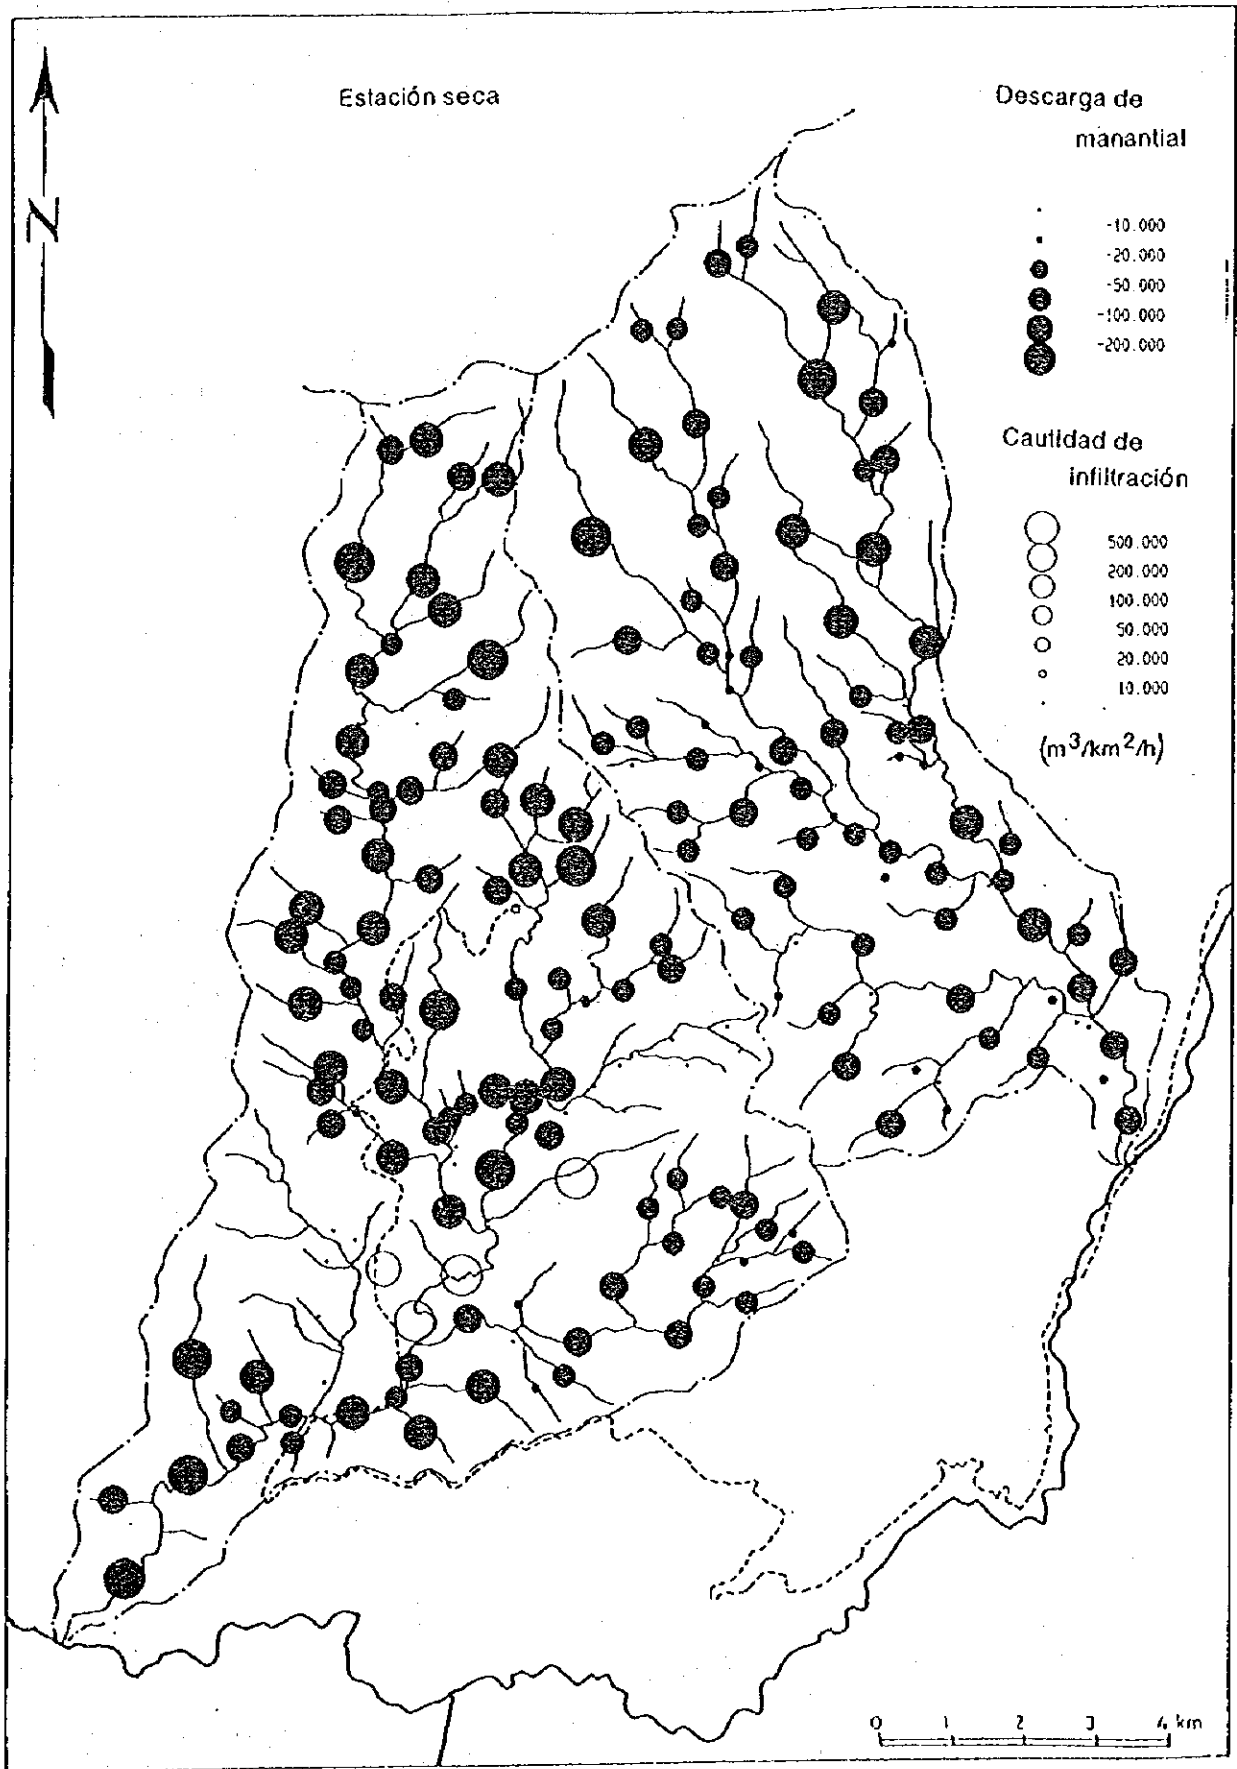 N
Estación seca
Descarga de
manantial
-10.000
-20.000
-50.000
-100.000
-200.000
Cautldad de
infiltración
500.000
200.000
100.000
50.000
20.000
10.000
(m³/km²/h)
0 1 2 3 4 km